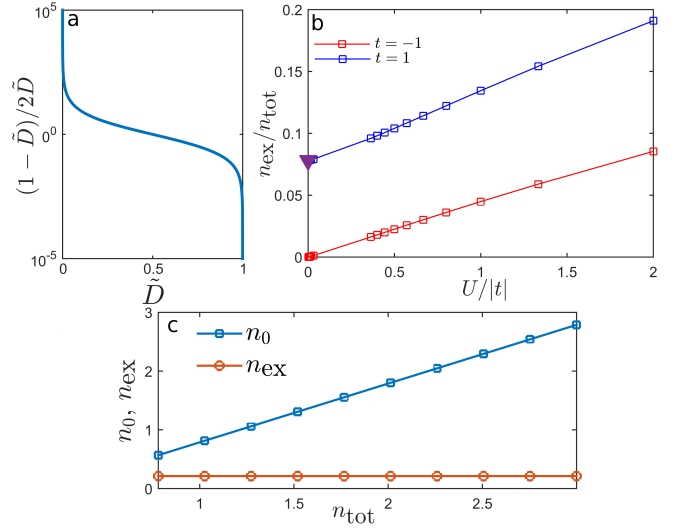 a
10^5
10^0
10^-5
(1 − D̃)/2D̃
0
0.5
1
D̃
b
0.2
0.15
0.1
0.05
0
n_ex/n_tot
t = −1
t = 1
0
0.5
1
1.5
2
U/|t|
c
3
2
1
0
n_0, n_ex
n_0
n_ex
1
1.5
2
2.5
n_tot